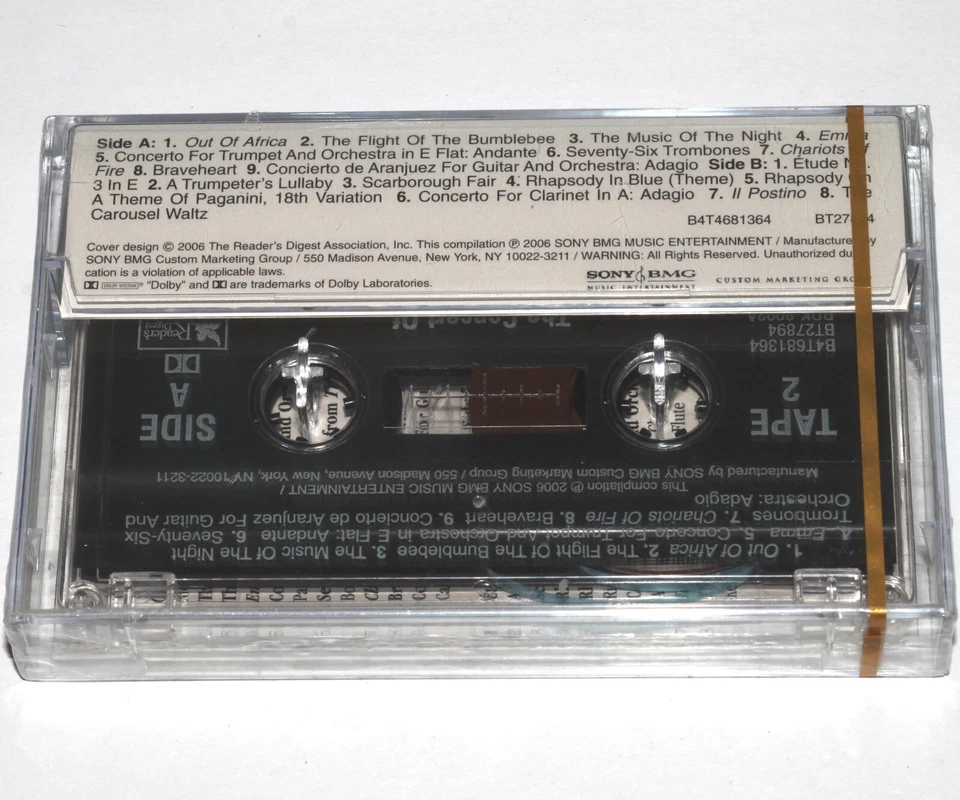 Side A: 1. Out Of Africa 2. The Flight Of The Bumblebee 3. The Music Of The Night 4. Emma
5. Concerto For Trumpet And Orchestra in E Flat: Andante 6. Seventy-Six Trombones 7. Chariots Of
Fire 8. Braveheart 9. Concierto de Aranjuez For Guitar And Orchestra: Adagio Side B: 1. Étude
3 In E 2. A Trumpeter's Lullaby 3. Scarborough Fair 4. Rhapsody In Blue (Theme) 5. Rhapsody On
A Theme Of Paganini, 18th Variation 6. Concerto For Clarinet In A: Adagio 7. Il Postino 8. The
Carousel Waltz
B4T4681364
Cover design © 2006 The Reader's Digest Association, Inc. This compilation ℗ 2006 SONY BMG MUSIC ENTERTAINMENT / Manufactured by
SONY BMG Custom Marketing Group / 550 Madison Avenue, New York, NY 10022-3211 / WARNING: All Rights Reserved. Unauthorized
cation is a violation of applicable laws.
DOLBY SYSTEM "Dolby" and are trademarks of Dolby Laboratories.
SONY BMG
MUSIC ENTERTAINMENT
CUSTOM MARKETING
Reader's
Digest
The Concert Of
B4T681364
BT27894
SIDE
A
TAPE
2
from
Flute
Manufactured by SONY BMG Custom Marketing Group / 550 Madison Avenue, New York, NY 10022-3211
This compilation ℗ 2006 SONY BMG MUSIC ENTERTAINMENT /
1. Out Of Africa 2. The Flight Of The Bumblebee 3. The Music Of The Night
4. Emma 5. Concerto For Trumpet And Orchestra in E Flat: Andante 6. Seventy-Six
Trombones 7. Chariots Of Fire 8. Braveheart 9. Concierto de Aranjuez For Guitar And
Orchestra: Adagio